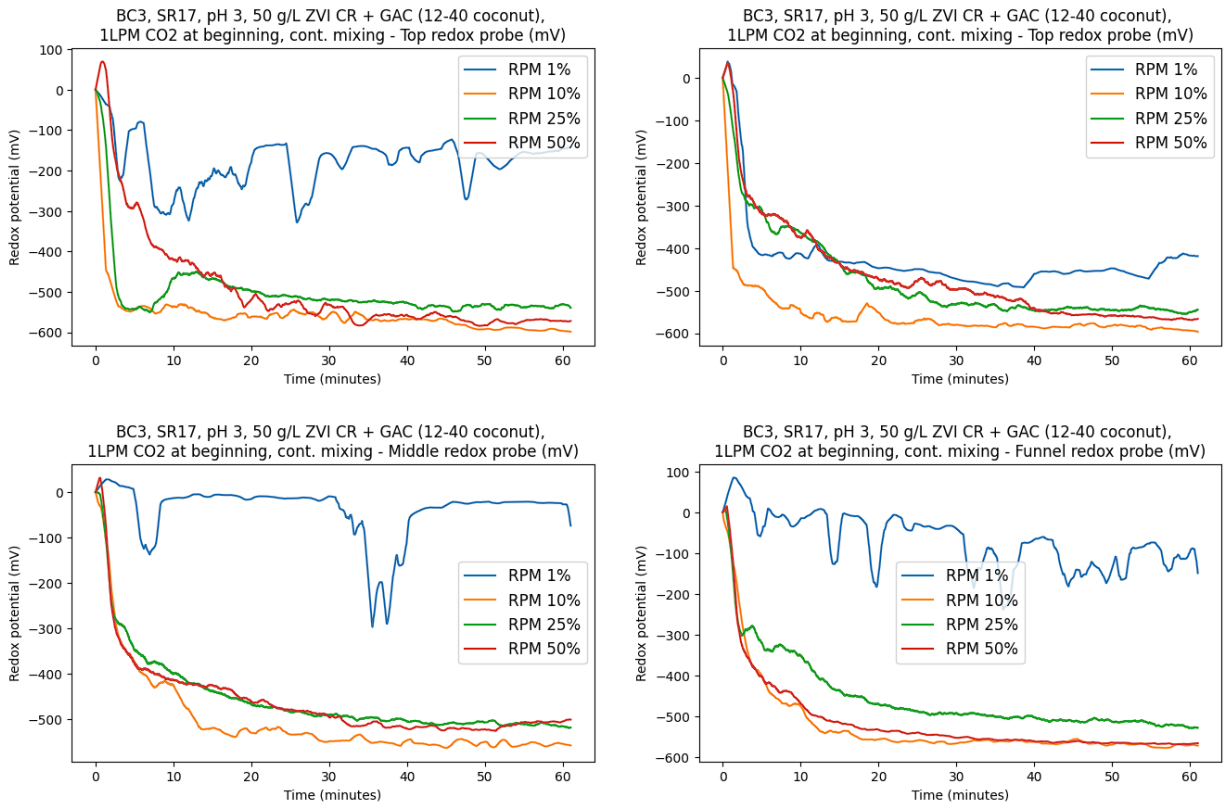 BC3, SR17, pH 3, 50 g/L ZVI CR + GAC (12-40 coconut),
1LPM CO2 at beginning, cont. mixing - Top redox probe (mV)
Redox potential (mV)
100
0
−100
−200
−300
−400
−500
−600
RPM 1%
RPM 10%
RPM 25%
RPM 50%
0 10 20 30 40 50 60
Time (minutes)
BC3, SR17, pH 3, 50 g/L ZVI CR + GAC (12-40 coconut),
1LPM CO2 at beginning, cont. mixing - Top redox probe (mV)
Redox potential (mV)
0
−100
−200
−300
−400
−500
−600
RPM 1%
RPM 10%
RPM 25%
RPM 50%
0 10 20 30 40 50 60
Time (minutes)
BC3, SR17, pH 3, 50 g/L ZVI CR + GAC (12-40 coconut),
1LPM CO2 at beginning, cont. mixing - Middle redox probe (mV)
Redox potential (mV)
0
−100
−200
−300
−400
−500
RPM 1%
RPM 10%
RPM 25%
RPM 50%
0 10 20 30 40 50 60
Time (minutes)
BC3, SR17, pH 3, 50 g/L ZVI CR + GAC (12-40 coconut),
1LPM CO2 at beginning, cont. mixing - Funnel redox probe (mV)
Redox potential (mV)
100
0
−100
−200
−300
−400
−500
−600
RPM 1%
RPM 10%
RPM 25%
RPM 50%
0 10 20 30 40 50 60
Time (minutes)